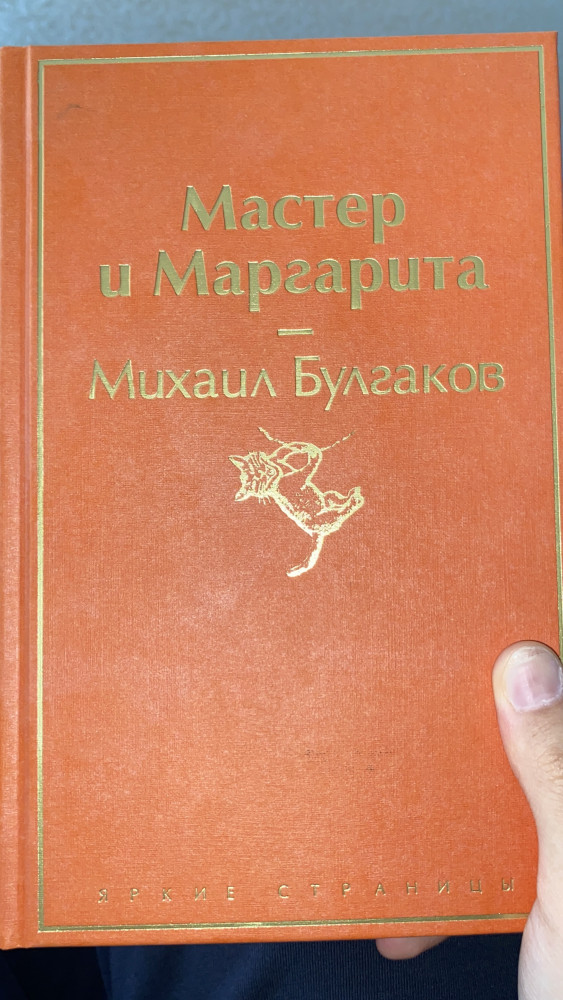 Мастер
и Маргарита
Михаил Булгаков
ЯРКИЕ СТРАНИЦЫ